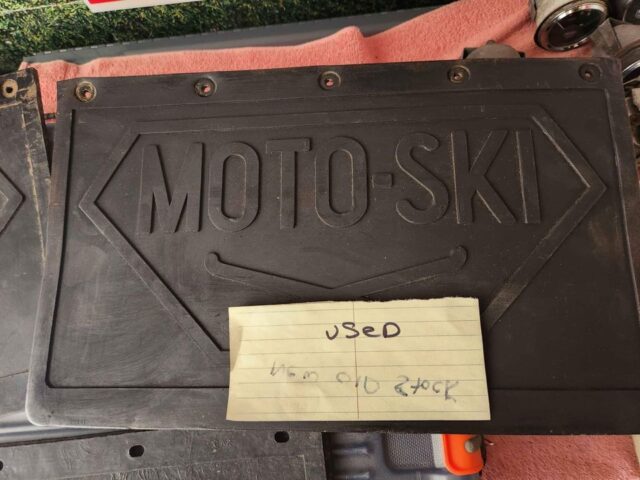 MOTO-SKI
USeD
New OlD Stock